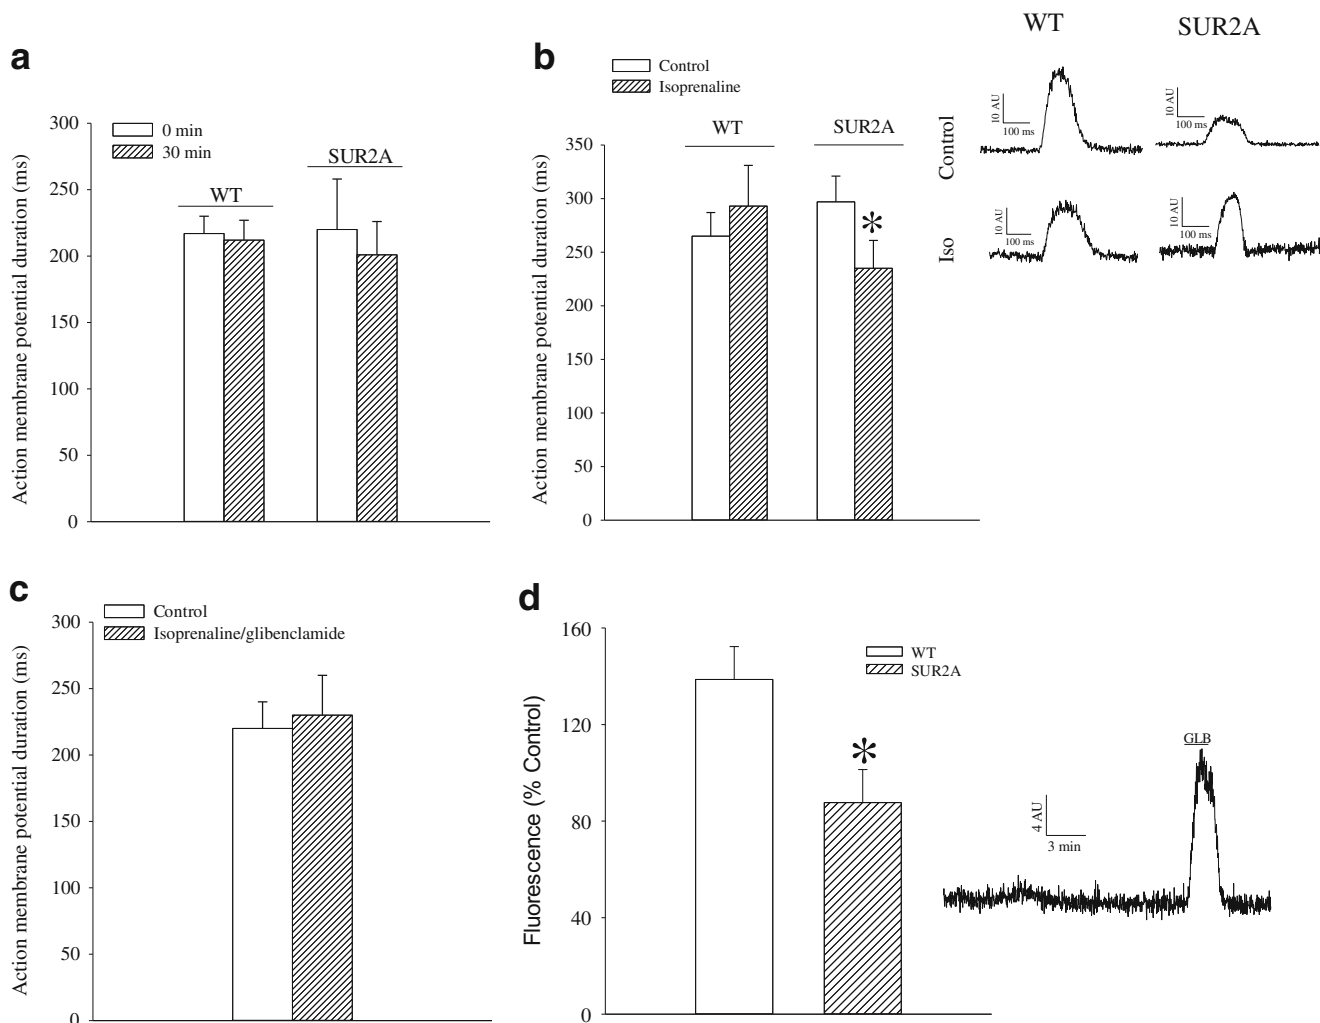 a
0 min
30 min
WT
SUR2A
Action membrane potential duration (ms)
300
250
200
150
100
50
0
b
Control
Isoprenaline
WT
SUR2A
*
Action membrane potential duration (ms)
350
300
250
300
150
100
50
0
WT
SUR2A
Control
Iso
10 AU
100 ms
10 AU
100 ms
10 AU
100 ms
10 AU
100 ms
c
Control
Isoprenaline/glibenclamide
Action membrane potential duration (ms)
300
250
200
150
100
50
0
d
WT
SUR2A
*
Fluorescence (% Control)
160
120
80
40
0
4 AU
3 min
GLB